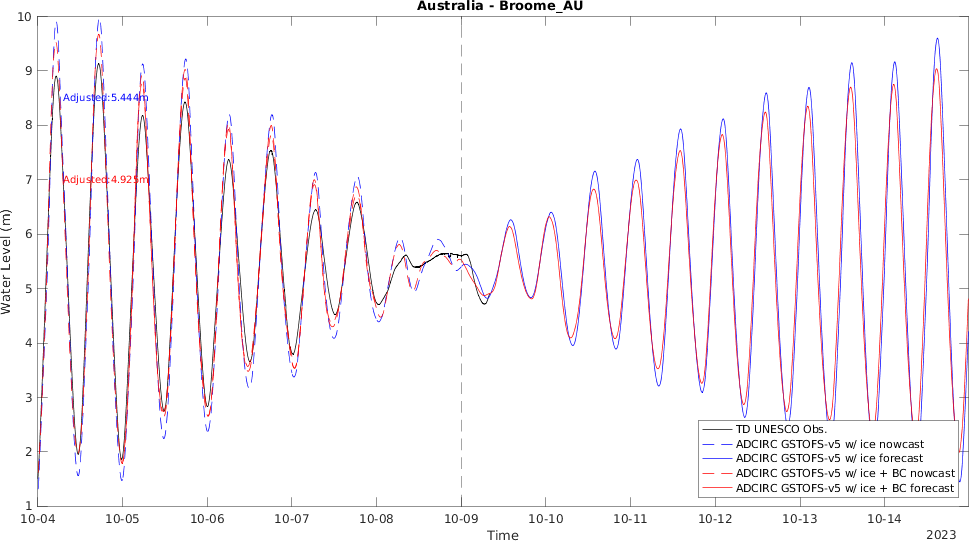 Australia - Broome_AU
10
9
8
7
6
5
4
3
2
1
Water Level (m)
Adjusted:5.444m
Adjusted:4.925m
TD UNESCO Obs.
ADCIRC GSTOFS-v5 w/ ice nowcast
ADCIRC GSTOFS-v5 w/ ice forecast
ADCIRC GSTOFS-v5 w/ ice + BC nowcast
ADCIRC GSTOFS-v5 w/ ice + BC forecast
10-04 10-05 10-06 10-07 10-08 10-09 10-10 10-11 10-12 10-13 10-14
Time
2023